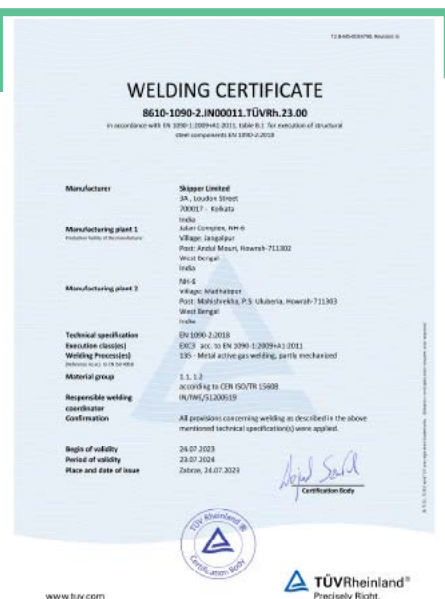 WELDING CERTIFICATE
8610-1090-2.IN00011.TÜVRh.23.00
in accordance with EN 1090-1:2009+A1:2011, table B.1 for execution of structural
steel components EN 1090-2:2018
Manufacturer Skipper Limited
3A, Loudon Street
700017 - Kolkata
India
Manufacturing plant 1 Jalan Complex, NH-6
Village: Jangalpur
Post: Andul Mouri, Howrah-711302
West Bengal
India
NH-6
Manufacturing plant 2 Village: Madhabpur
Post: Mahishrekha, P.S. Uluberia, Howrah-711303
West Bengal
India
Technical specification EN 1090-2:2018
Execution class(es) EXC3 acc. to EN 1090-1:2009+A1:2011
Welding Process(es) 135 - Metal active gas welding, partly mechanized
Material group 1.1, 1.2
according to CEN ISO/TR 15608
Responsible welding IN/IWE/51200519
coordinator
Confirmation All provisions concerning welding as described in the above
mentioned technical specification(s) were applied.
Begin of validity 24.07.2023
Period of validity 23.07.2024
Place and date of issue Zabrze, 24.07.2023
Certification Body
TÜV Rheinland ®
Certification Body
www.tuv.com
TÜVRheinland®
Precisely Right.